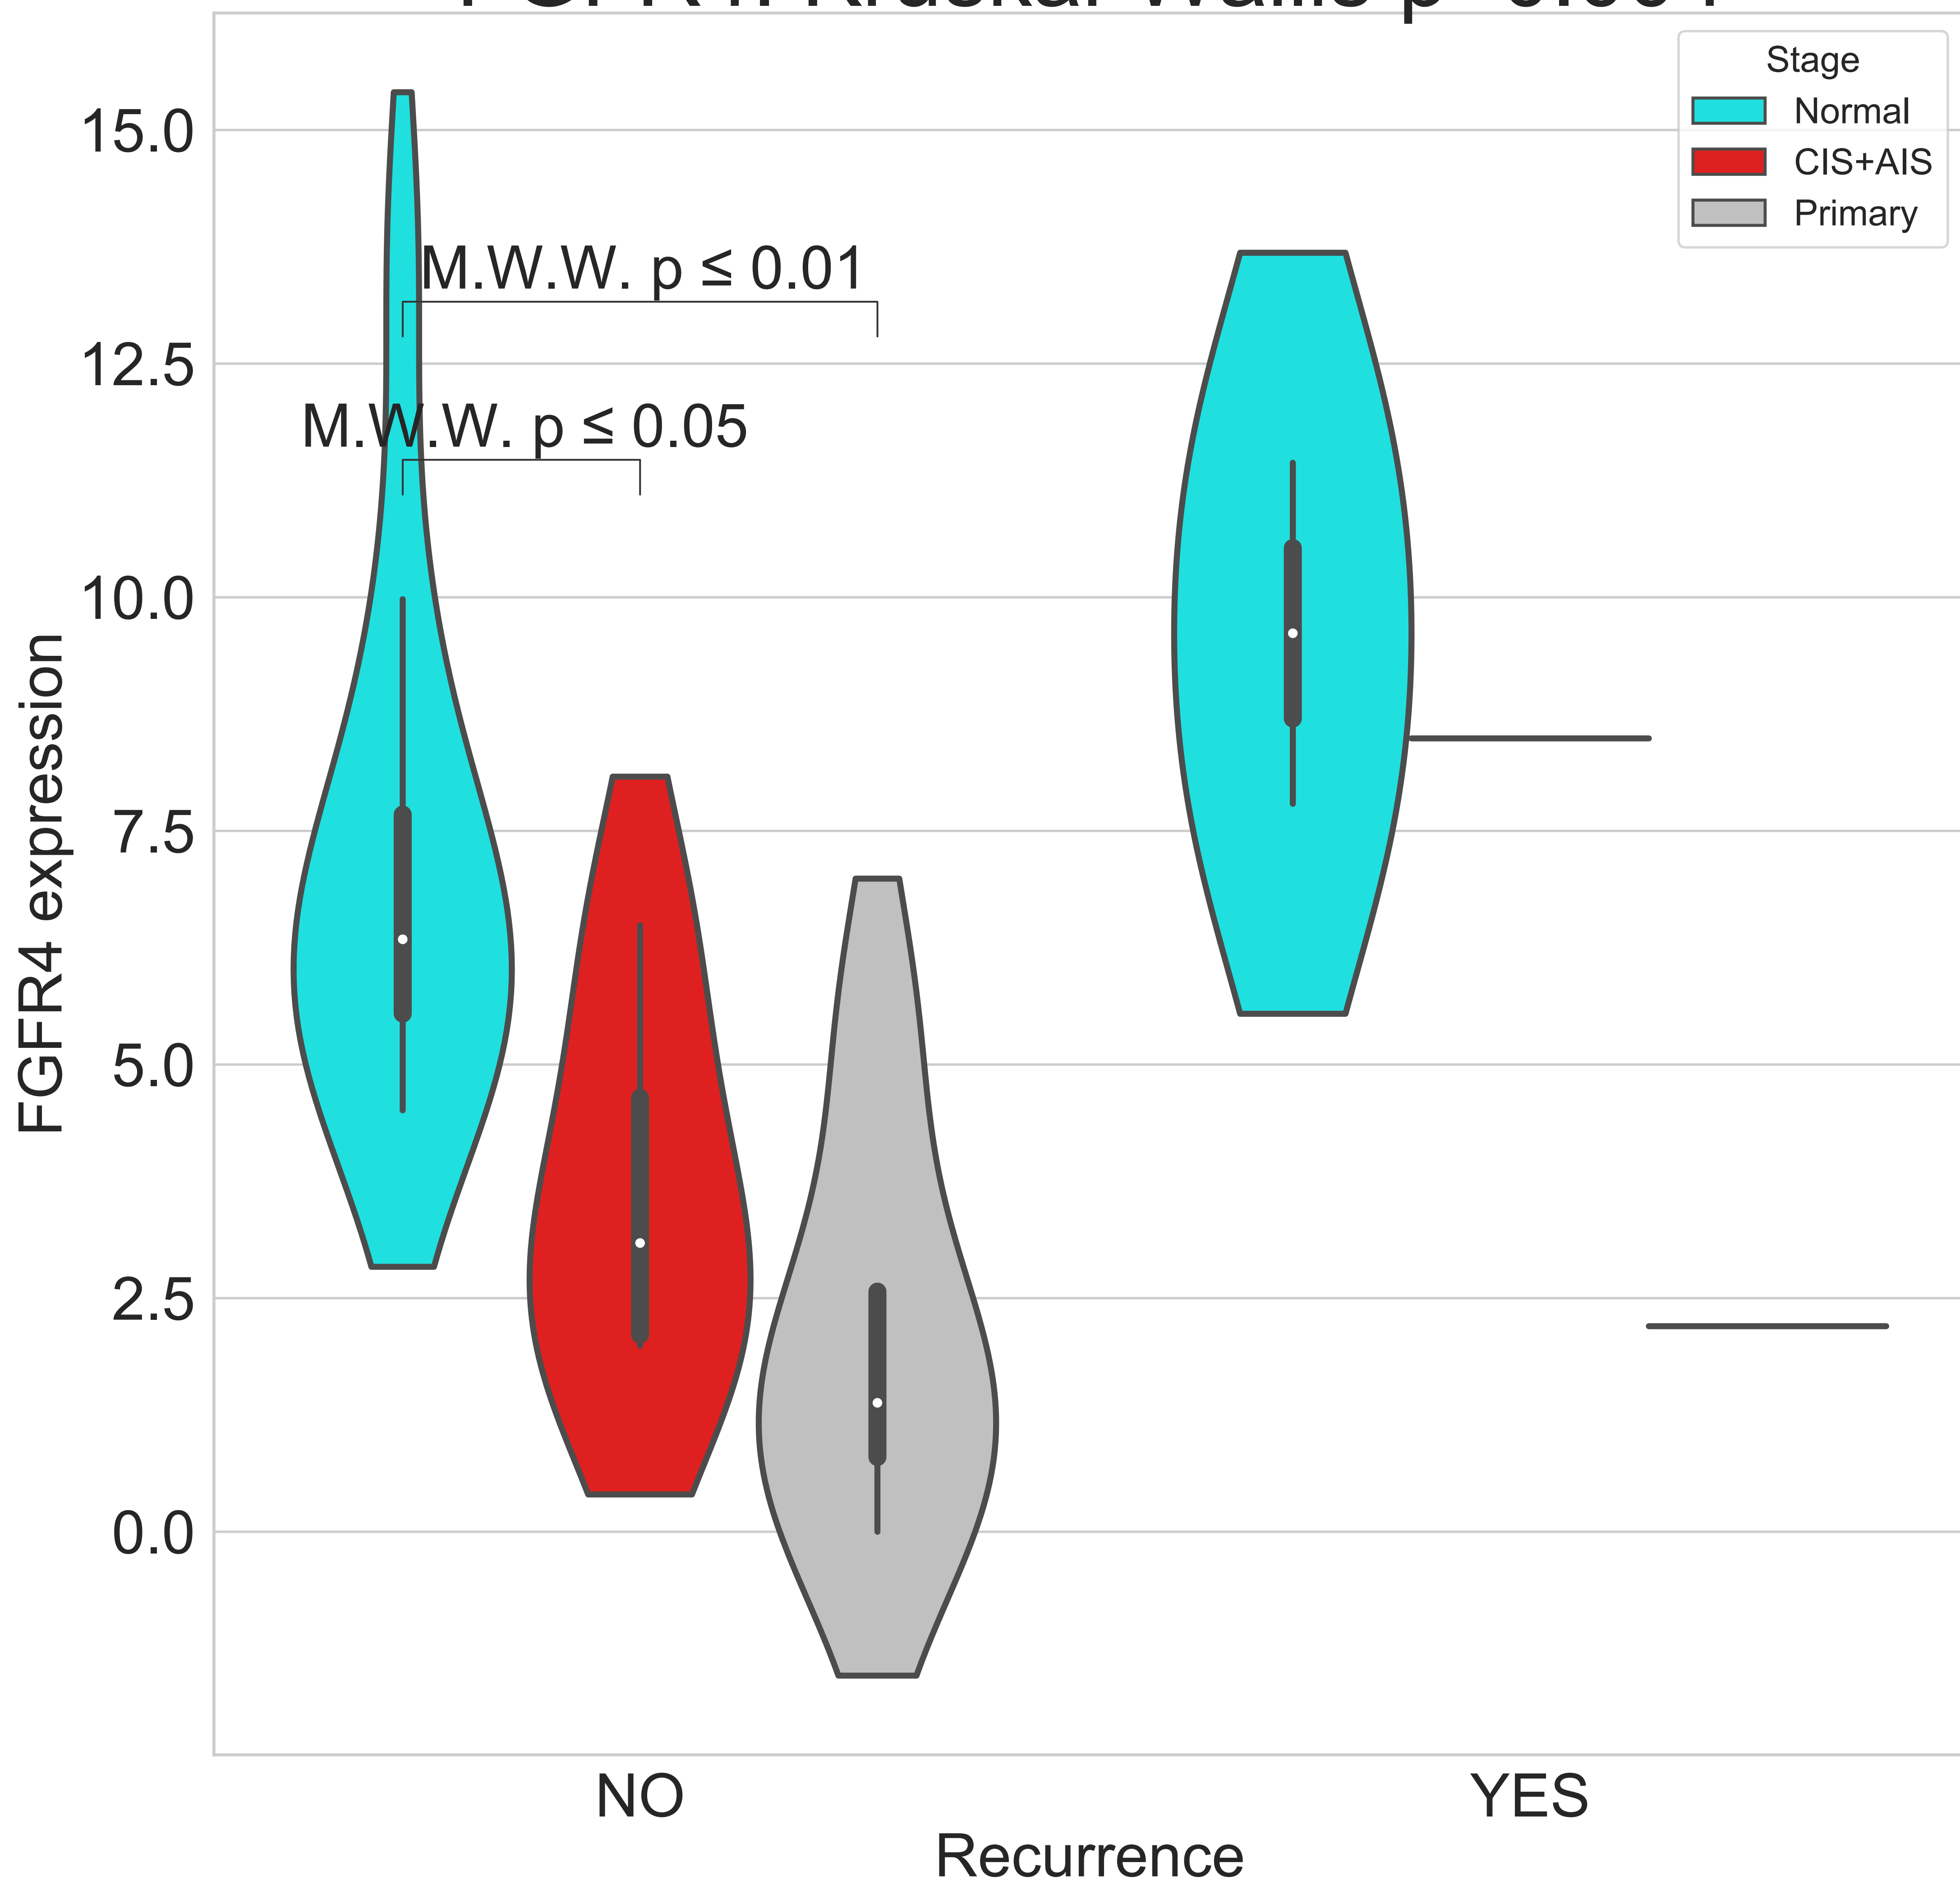 Stage
Normal
CIS+AIS
Primary
15.0
12.5
10.0
7.5
5.0
2.5
0.0
M.W.W. p ≤ 0.01
M.W.W. p ≤ 0.05
FGFR4 expression
NO
YES
Recurrence